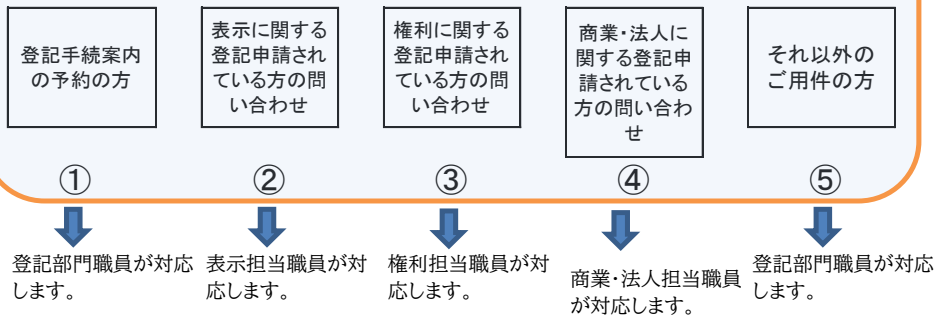 登記手続案内
の予約の方
表示に関する
登記申請され
ている方の問
い合わせ
権利に関する
登記申請され
ている方の問
い合わせ
商業・法人に
関する登記申
請されている
方の問い合わ
せ
それ以外の
ご用件の方
①
②
③
④
⑤
登記部門職員が対応
します。
表示担当職員が対
応します。
権利担当職員が対
応します。
商業・法人担当職員
が対応します。
登記部門職員が対応
します。